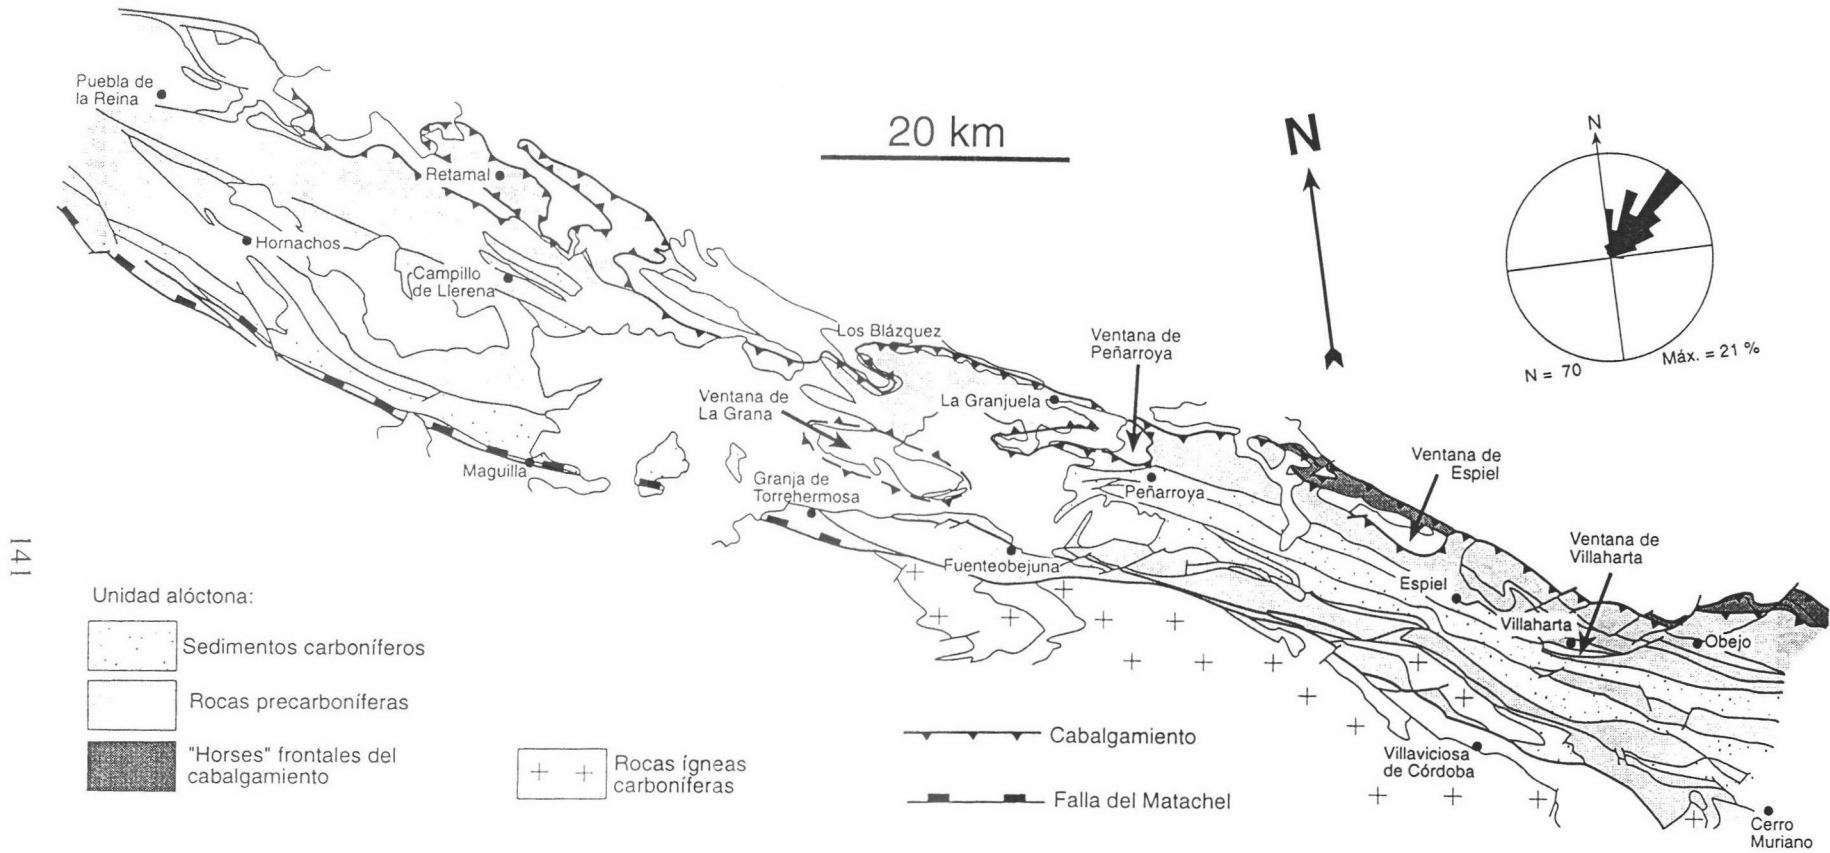 Puebla de
la Reina
Retamal
Hornachos
Campillo
de Llerena
20 km
N
N
N = 70
Máx. = 21 %
Los Blázquez
Ventana de
Peñarroya
Ventana de
La Grana
La Granjuela
Maguilla
Granja de
Torrehermosa
Peñarroya
Ventana de
Espiel
Ventana de
Villaharta
Fuenteobejuna
Espiel
Villaharta
Obejo
141
Unidad alóctona:
Sedimentos carboníferos
Rocas precarboníferas
"Horses" frontales del
cabalgamiento
Rocas ígneas
carboníferas
Cabalgamiento
Falla del Matachel
Villaviciosa
de Córdoba
Cerro
Muriano